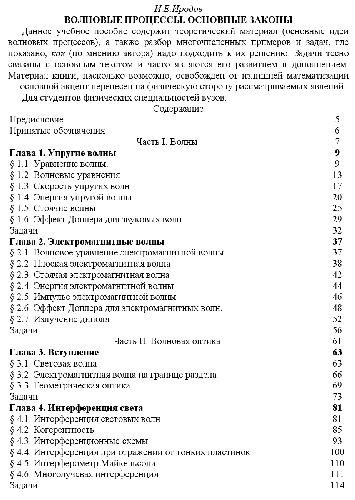 И.Е.Иродов
ВОЛНОВЫЕ ПРОЦЕССЫ. ОСНОВНЫЕ ЗАКОНЫ
Данное учебное пособие содержит теоретический материал (основные идеи
волновых процессов), а также разбор многочисленных примеров и задач, где
показано, как (по мнению автора) надо подходить к их решению. Задачи тесно
связаны с основным текстом и часто являются его развитием и дополнением.
Материал книги, насколько возможно, освобожден от излишней математизации
основной акцент перенесен на физическую сторону рассматриваемых явлений.
Для студентов физических специальностей вузов.
Содержание
Предисловие 5
Принятые обозначения 6
Часть I. Волны 7
Глава 1. Упругие волны 9
§ 1.1. Уравнение волны. 9
§ 1.2. Волновые уравнения 13
§ 1.3. Скорость упругих волн 17
§ 1.4. Энергия упругой волны 20
§ 1.5. Стоячие волны 25
§ 1.6. Эффект Доплера для звуковых волн 29
Задачи 32
Глава 2. Электромагнитные волны 37
§ 2.1. Волновое уравнение электромагнитной волны 37
§ 2.2. Плоская электромагнитная волна 38
§ 2.3. Стоячая электромагнитная волна 42
§ 2.4. Энергия электромагнитной волны 44
§ 2.5. Импульс электромагнитной волны 46
§ 2.6. Эффект Доплера для электромагнитных волн. 48
§ 2.7. Излучение диполя 52
Задачи 56
Часть II. Волновая оптика 61
Глава 3. Вступление 63
§ 3.1. Световая волна 63
§ 3.2. Электромагнитная волна на границе раздела 66
§ 3.3. Геометрическая оптика 69
Задачи 73
Глава 4. Интерференция света 81
§ 4.1. Интерференция световых волн 81
§ 4.2. Когерентность 85
§ 4.3. Интерференционные схемы 93
§ 4.4. Интерференция при отражении от тонких пластинок 100
§ 4.5. Интерферометр Майкельсона 110
§ 4.6. Многолучевая интерференция 111
Задачи 114